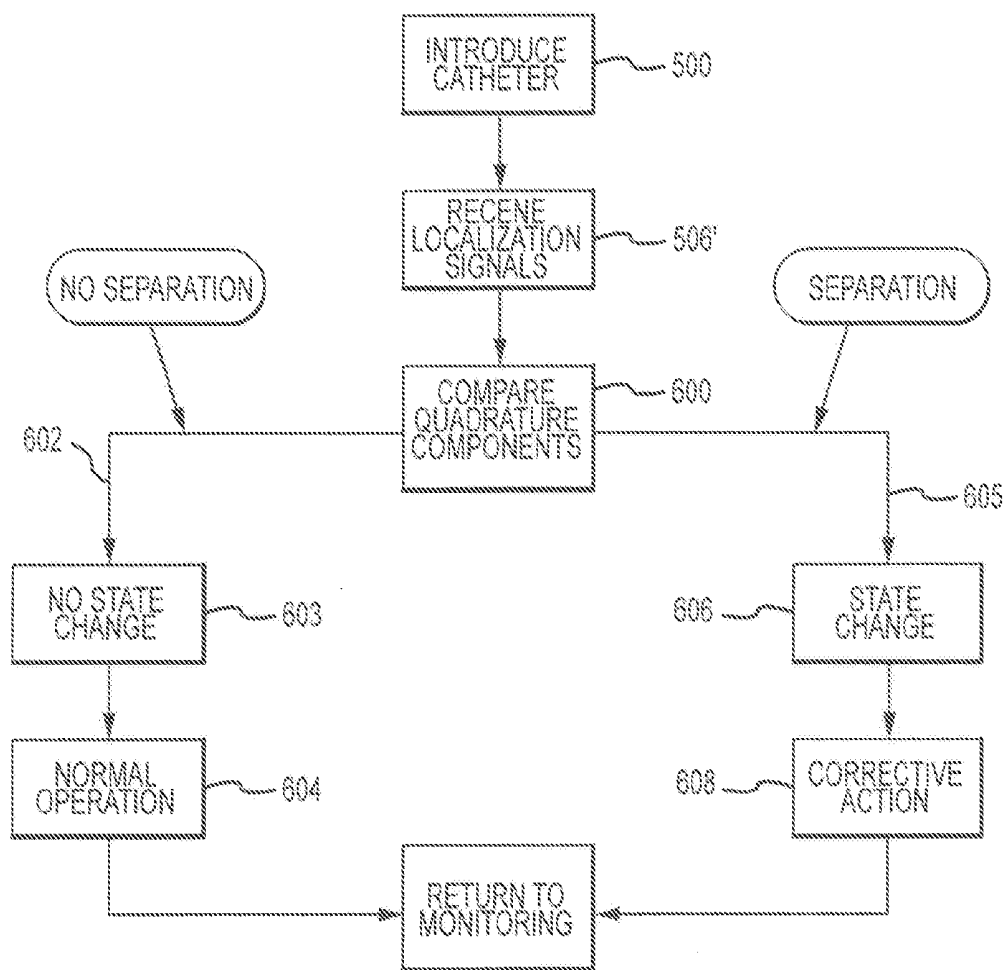 INTRODUCE
CATHETER
500
RECENE
LOCALIZATION
SIGNALS
506'
NO SEPARATION
SEPARATION
COMPARE
QUADRATURE
COMPONENTS
600
602
605
NO STATE
CHANGE
603
606
STATE
CHANGE
NORMAL
OPERATION
604
608
CORRECTIVE
ACTION
RETURN TO
MONITORING